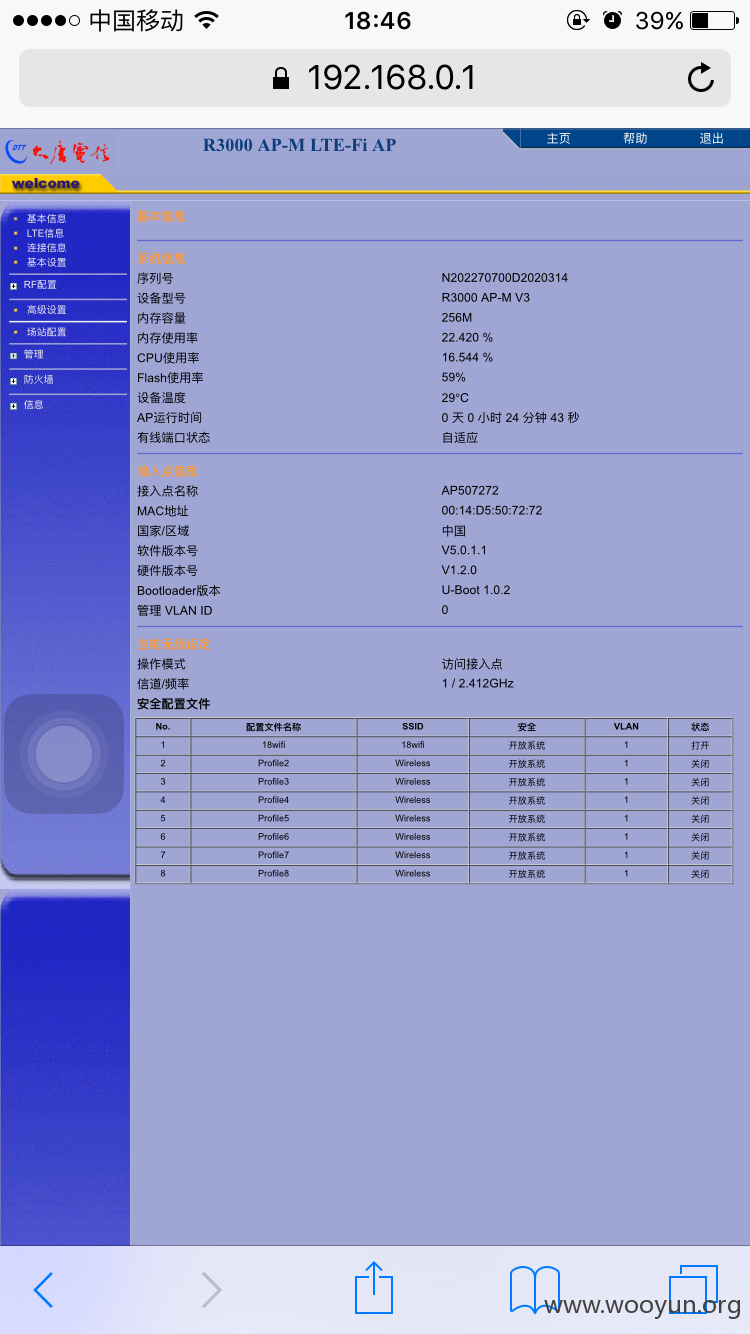 中国移动 18:46 39%
192.168.0.1
DTT 大唐電信 R3000 AP-M LTE-Fi AP 主页 帮助 退出
welcome
基本信息
LTE信息
连接信息
基本设置
RF配置
高级设置
场站配置
管理
防火墙
信息
基本信息
系统信息
序列号 N202270700D2020314
设备型号 R3000 AP-M V3
内存容量 256M
内存使用率 22.420 %
CPU使用率 16.544 %
Flash使用率 59%
设备温度 29°C
AP运行时间 0 天 0 小时 24 分钟 43 秒
有线端口状态 自适应
接入点信息
接入点名称 AP507272
MAC地址 00:14:D5:50:72:72
国家/区域 中国
软件版本号 V5.0.1.1
硬件版本号 V1.2.0
Bootloader版本 U-Boot 1.0.2
管理 VLAN ID 0
当前无线设定
操作模式 访问接入点
信道/频率 1 / 2.412GHz
安全配置文件
No. 配置文件名称 SSID 安全 VLAN 状态
1 18wifi 18wifi 开放系统 1 打开
2 Profile2 Wireless 开放系统 1 关闭
3 Profile3 Wireless 开放系统 1 关闭
4 Profile4 Wireless 开放系统 1 关闭
5 Profile5 Wireless 开放系统 1 关闭
6 Profile6 Wireless 开放系统 1 关闭
7 Profile7 Wireless 开放系统 1 关闭
8 Profile8 Wireless 开放系统 1 关闭
www.wooyun.org